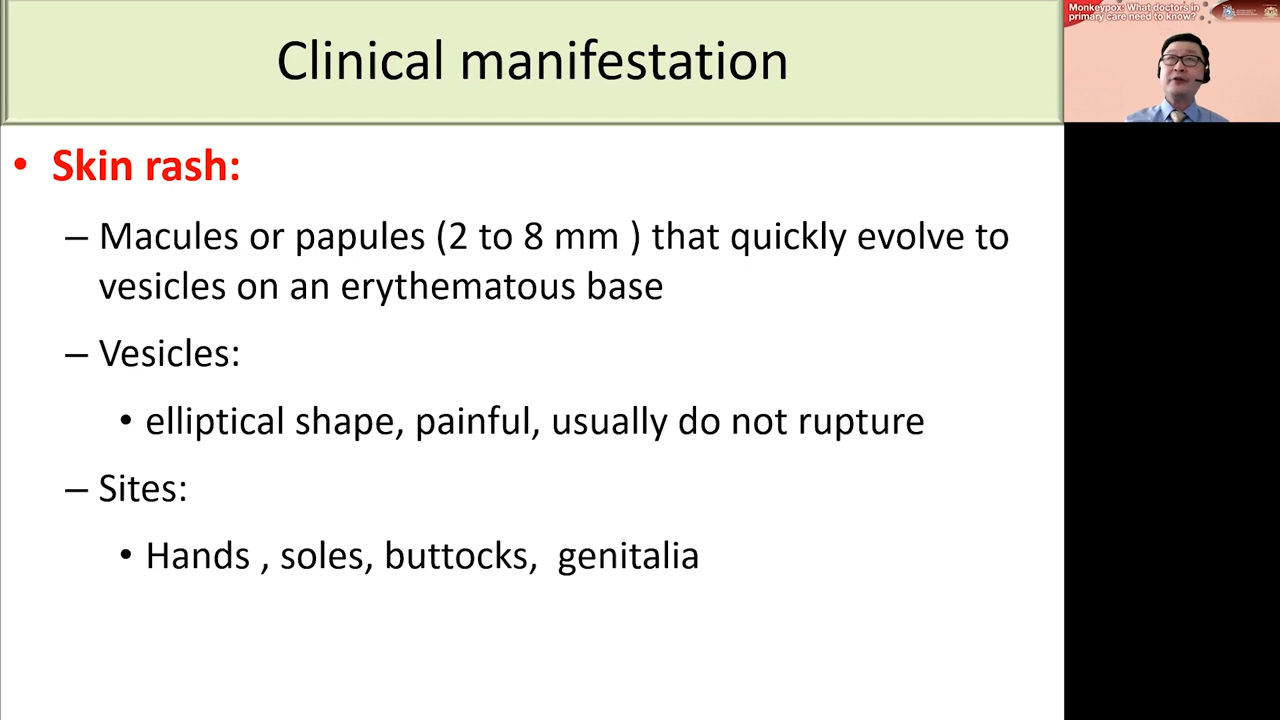 Clinical manifestation
Monkeypox: What doctors in
primary care need to know?
• Skin rash:
– Macules or papules (2 to 8 mm ) that quickly evolve to
vesicles on an erythematous base
– Vesicles:
• elliptical shape, painful, usually do not rupture
– Sites:
• Hands , soles, buttocks, genitalia